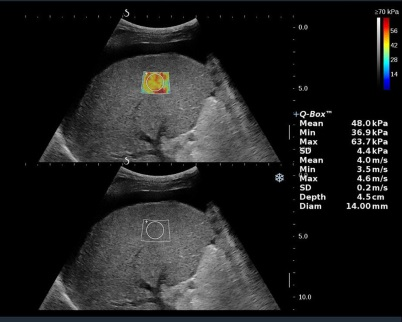 5
≥70 kPa
56
42
28
14
0.0
5.0
+Q-Box™
Mean 48.0 kPa
Min 36.9 kPa
Max 63.7 kPa
SD 4.4 kPa
Mean 4.0 m/s
Min 3.5 m/s
Max 4.6 m/s
SD 0.2 m/s
Depth 4.5 cm
Diam 14.00 mm
5
5.0
10.0